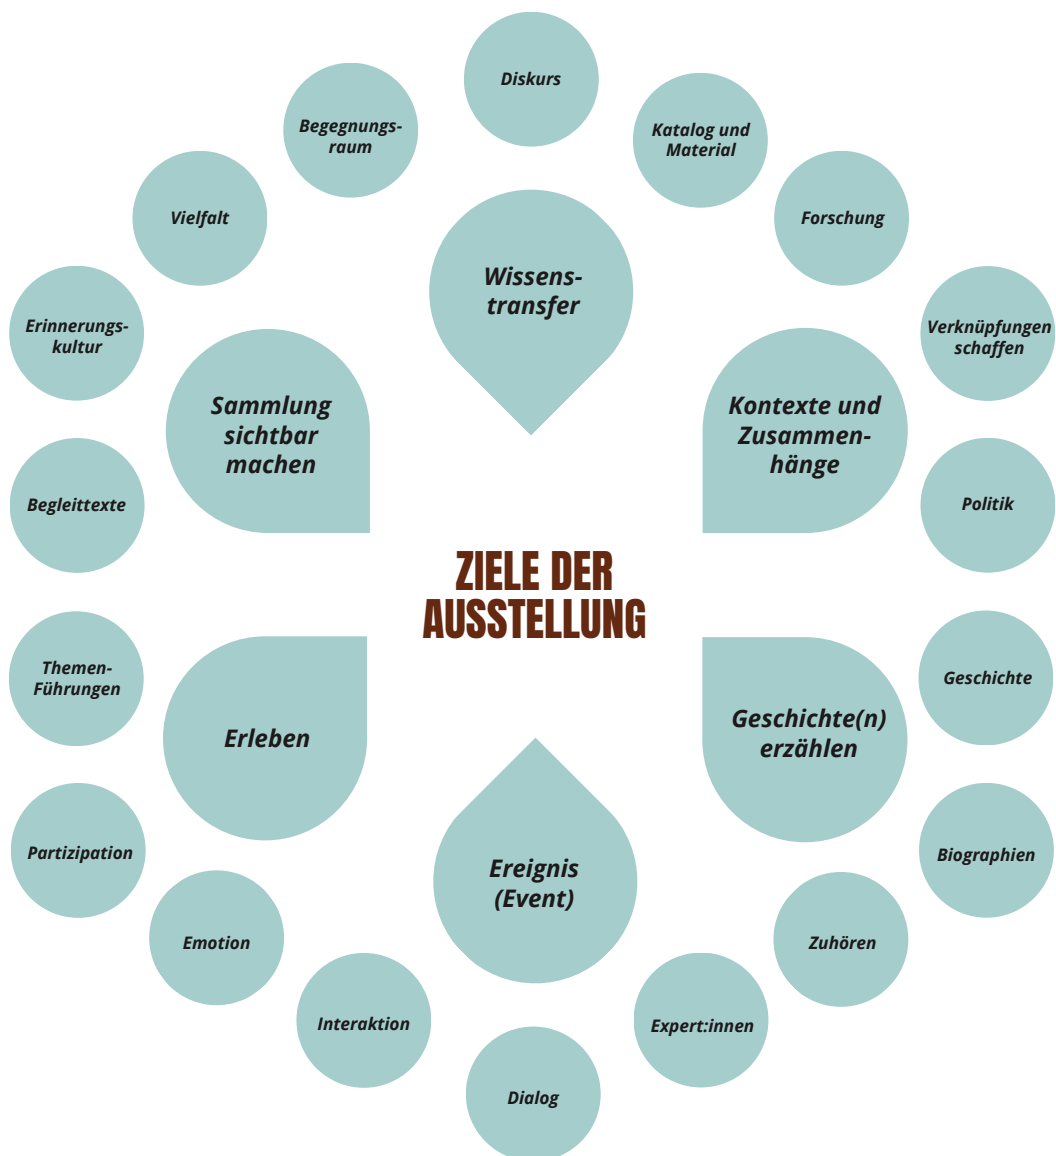 Diskurs
Begegnungs-
raum
Katalog und
Material
Vielfalt
Forschung
Wissens-
transfer
Erinnerungs-
kultur
Verknüpfungen
schaffen
Sammlung
sichtbar
machen
Kontexte und
Zusammen-
hänge
Begleittexte
Politik
ZIELE DER
AUSSTELLUNG
Themen-
Führungen
Geschichte
Erleben
Geschichte(n)
erzählen
Partizipation
Biographien
Ereignis
(Event)
Emotion
Zuhören
Interaktion
Expert:innen
Dialog